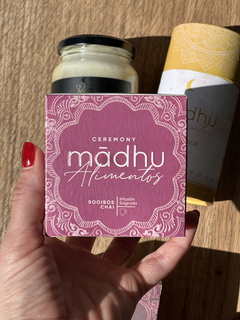 CEREMONY
mādhu
Alimentos
ROOIBOS
CHAI
Infusión
Sagrada